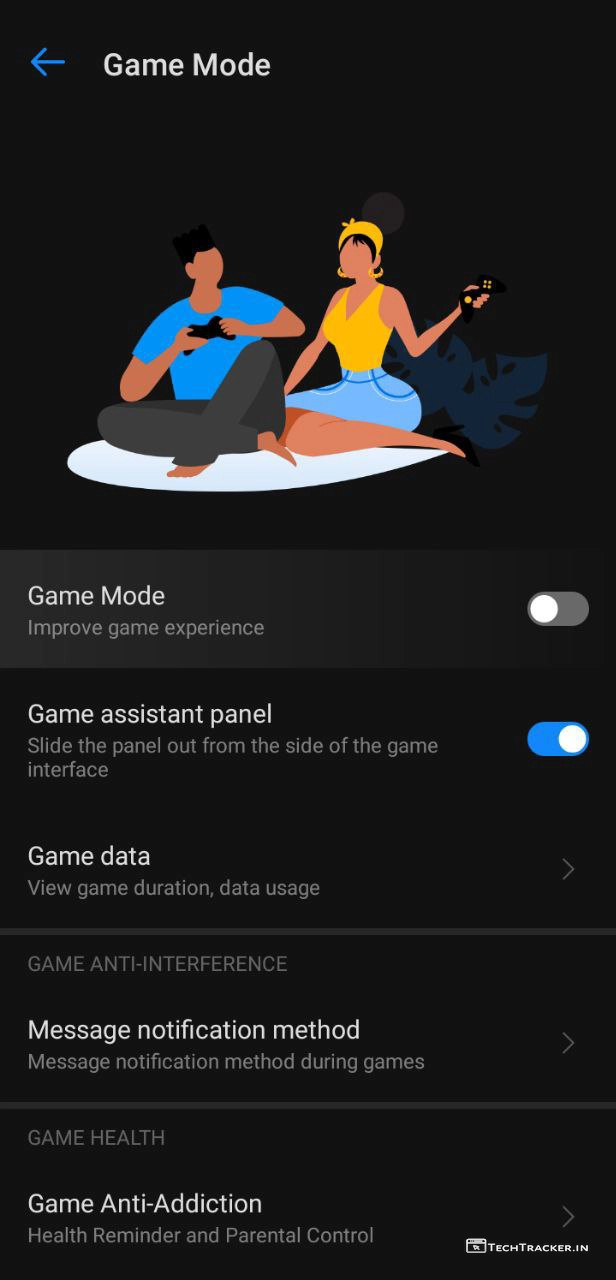 Game Mode
Game Mode
Improve game experience
Game assistant panel
Slide the panel out from the side of the game
interface
Game data
View game duration, data usage
GAME ANTI-INTERFERENCE
Message notification method
Message notification method during games
GAME HEALTH
Game Anti-Addiction
Health Reminder and Parental Control
TECHTRACKER.IN